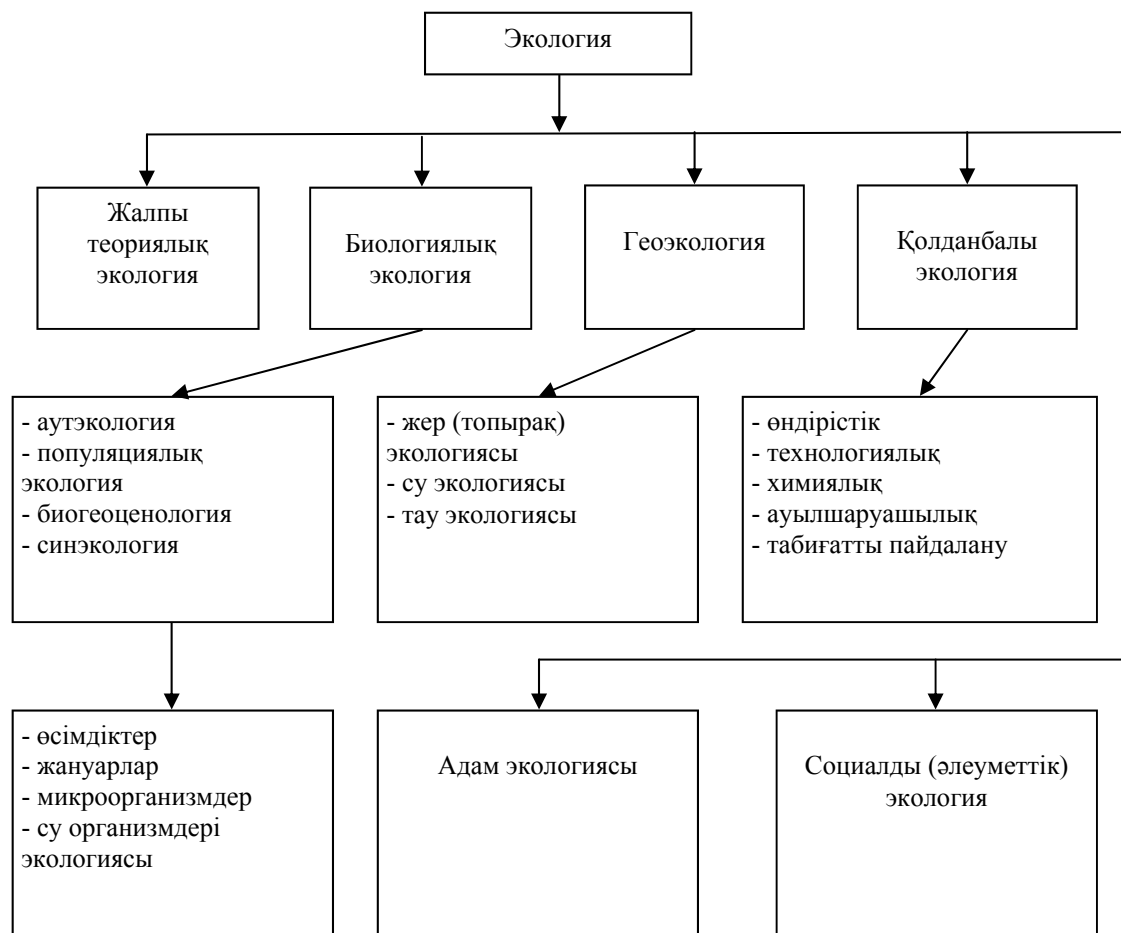 Экология
Жалпы
теориялық
экология
Биологиялық
экология
Геоэкология
Қолданбалы
экология
- аутэкология
- популяциялық
экология
- биогеоценология
- синэкология
- жер (топырақ)
экологиясы
- су экологиясы
- тау экологиясы
- өндірістік
- технологиялық
- химиялық
- ауылшаруашылық
- табиғатты пайдалану
- өсімдіктер
- жануарлар
- микроорганизмдер
- су организмдері
экологиясы
Адам экологиясы
Социалды (әлеуметтік)
экология